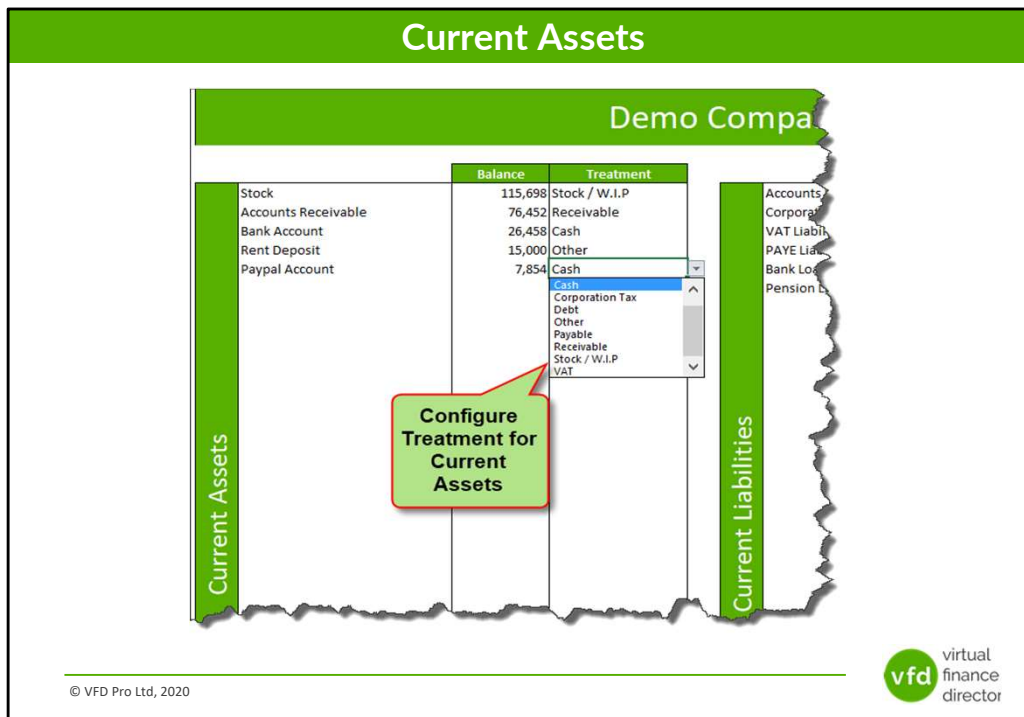 Current Assets
Demo Compa
Balance Treatment
Stock 115,698 Stock / W.I.P
Accounts Receivable 76,452 Receivable
Bank Account 26,458 Cash
Rent Deposit 15,000 Other
Paypal Account 7,854 Cash
Cash
Corporation Tax
Debt
Other
Payable
Receivable
Stock / W.I.P
VAT
Configure
Treatment for
Current
Assets
Current Assets
Accounts
Corporat
VAT Liabil
PAYE Lia
Bank Loa
Pension L
Current Liabilities
© VFD Pro Ltd, 2020
vfd
virtual
finance
director